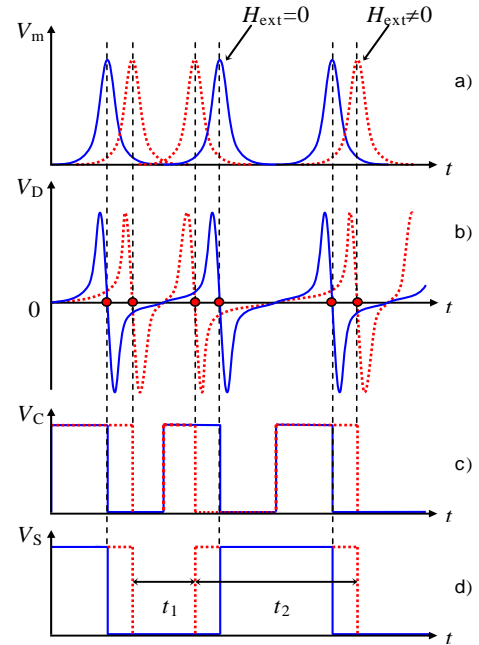 V_m
H_ext=0
H_ext≠0
a)
t
V_D
b)
0
t
V_C
c)
t
V_S
d)
t_1
t_2
t